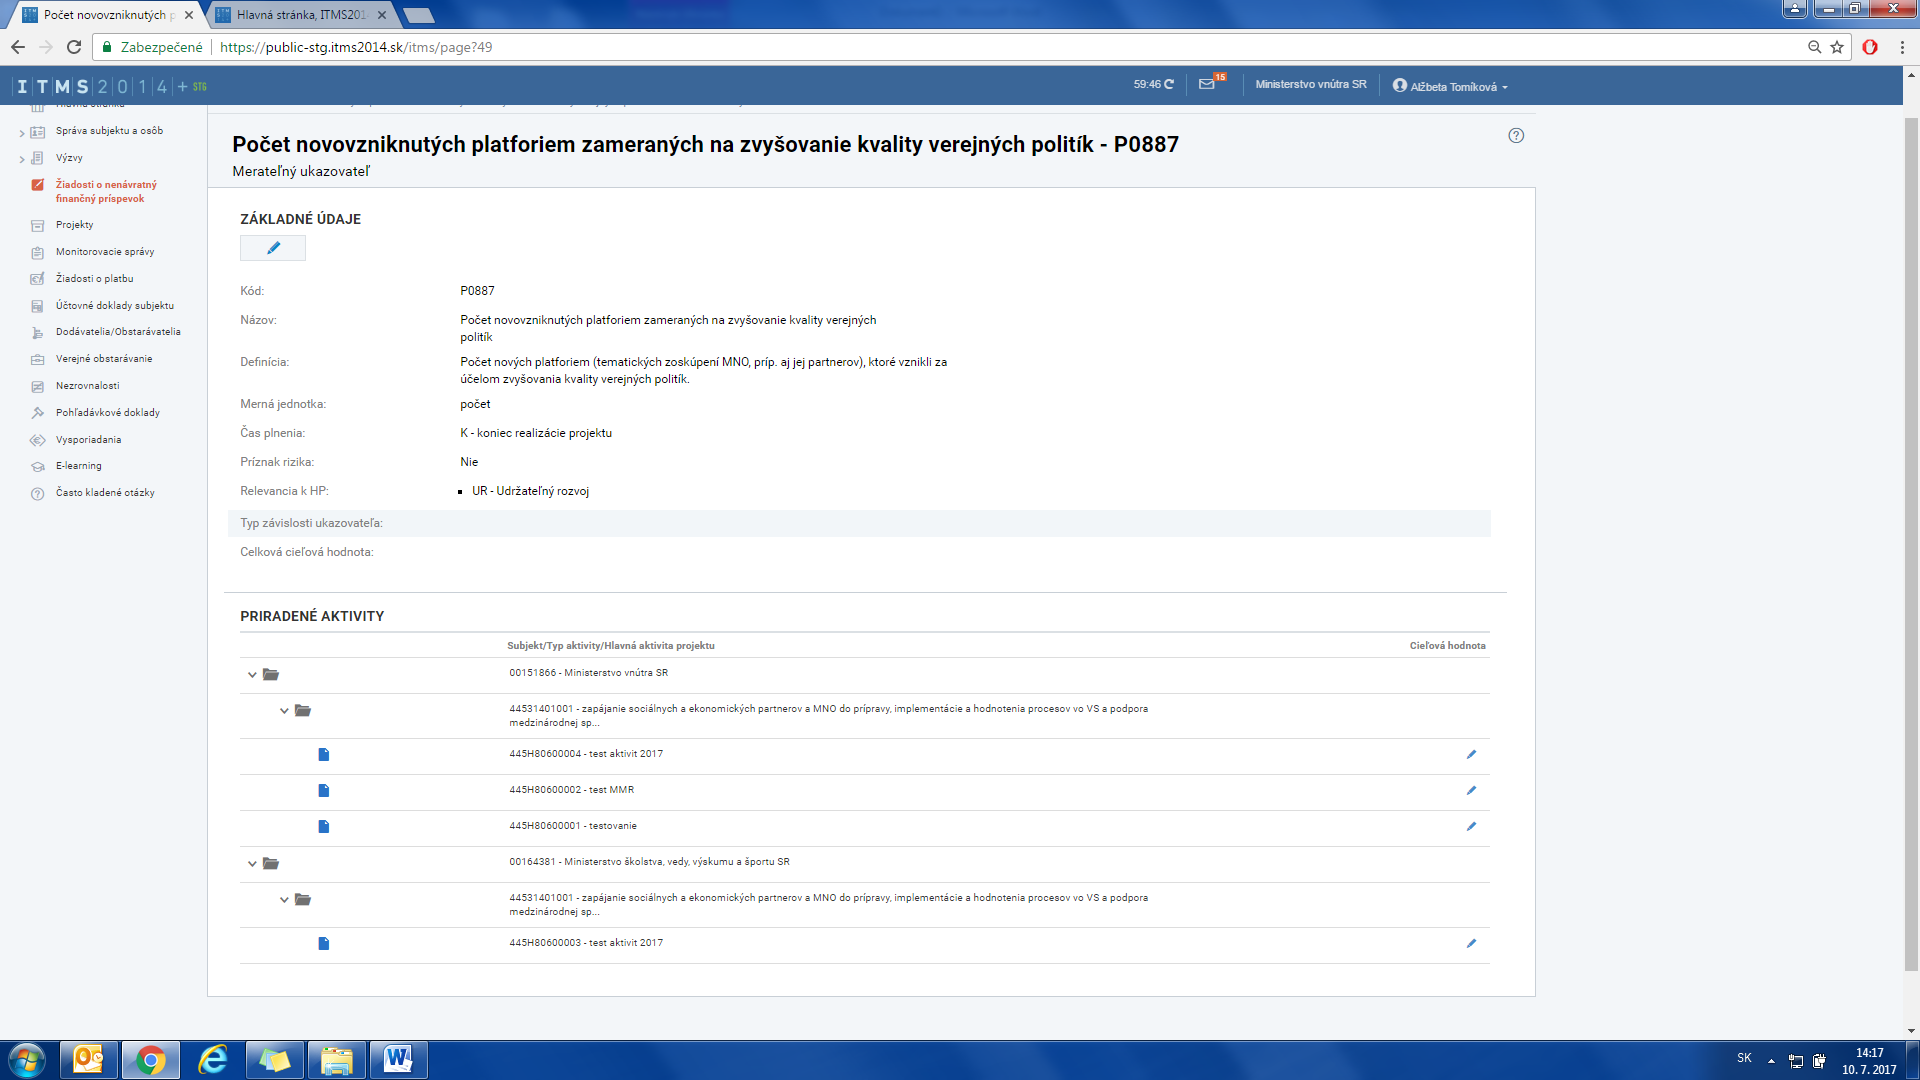 Počet novovzniknutých p
Hlavná stránka, ITMS201
Zabezpečené
https://public-stg.itms2014.sk/itms/page?49
ITMS2014+ STG
59:46
15
Ministerstvo vnútra SR
Alžbeta Tomíková
Hlavná stránka
Správa subjektu a osôb
Výzvy
Žiadosti o nenávratný
finančný príspevok
Projekty
Monitorovacie správy
Žiadosti o platbu
Účtovné doklady subjektu
Dodávatelia/Obstarávatelia
Verejné obstarávanie
Nezrovnalosti
Pohľadávkové doklady
Vysporiadania
E-learning
Často kladené otázky
Počet novovzniknutých platforiem zameraných na zvyšovanie kvality verejných politík - P0887
Merateľný ukazovateľ
ZÁKLADNÉ ÚDAJE
Kód: P0887
Názov: Počet novovzniknutých platforiem zameraných na zvyšovanie kvality verejných
politík
Definícia: Počet nových platforiem (tematických zoskúpení MNO, príp. aj jej partnerov), ktoré vznikli za
účelom zvyšovania kvality verejných politík.
Merná jednotka: počet
Čas plnenia: K - koniec realizácie projektu
Príznak rizika: Nie
Relevancia k HP: UR - Udržateľný rozvoj
Typ závislosti ukazovateľa:
Celková cieľová hodnota:
PRIRADENÉ AKTIVITY
Subjekt/Typ aktivity/Hlavná aktivita projektu Cieľová hodnota
00151866 - Ministerstvo vnútra SR
44531401001 - zapájanie sociálnych a ekonomických partnerov a MNO do prípravy, implementácie a hodnotenia procesov vo VS a podpora
medzinárodnej sp...
445H80600004 - test aktivit 2017
445H80600002 - test MMR
445H80600001 - testovanie
00164381 - Ministerstvo školstva, vedy, výskumu a športu SR
44531401001 - zapájanie sociálnych a ekonomických partnerov a MNO do prípravy, implementácie a hodnotenia procesov vo VS a podpora
medzinárodnej sp...
445H80600003 - test aktivit 2017
SK
14:17
10. 7. 2017